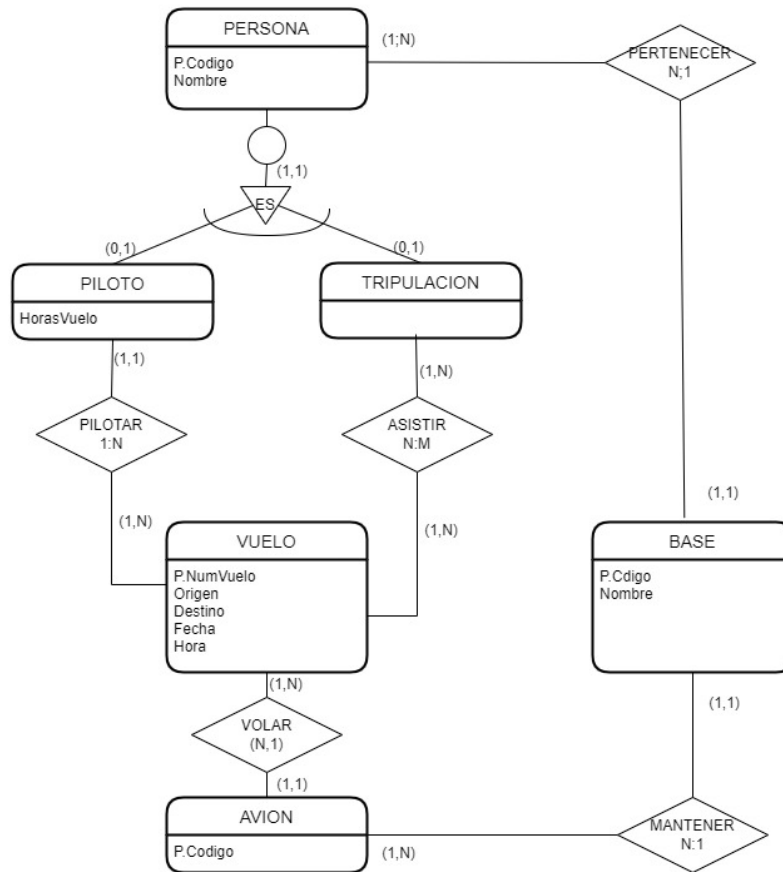 PERSONA
P.Codigo
Nombre
(1;N)
PERTENECER
N;1
(1,1)
ES
(0,1)
(0,1)
PILOTO
HorasVuelo
TRIPULACION
(1,1)
(1,N)
PILOTAR
1:N
ASISTIR
N:M
(1,1)
(1,N)
(1,N)
VUELO
P.NumVuelo
Origen
Destino
Fecha
Hora
BASE
P.Cdigo
Nombre
(1,N)
(1,1)
VOLAR
(N,1)
(1,1)
AVION
P.Codigo
(1,N)
MANTENER
N:1